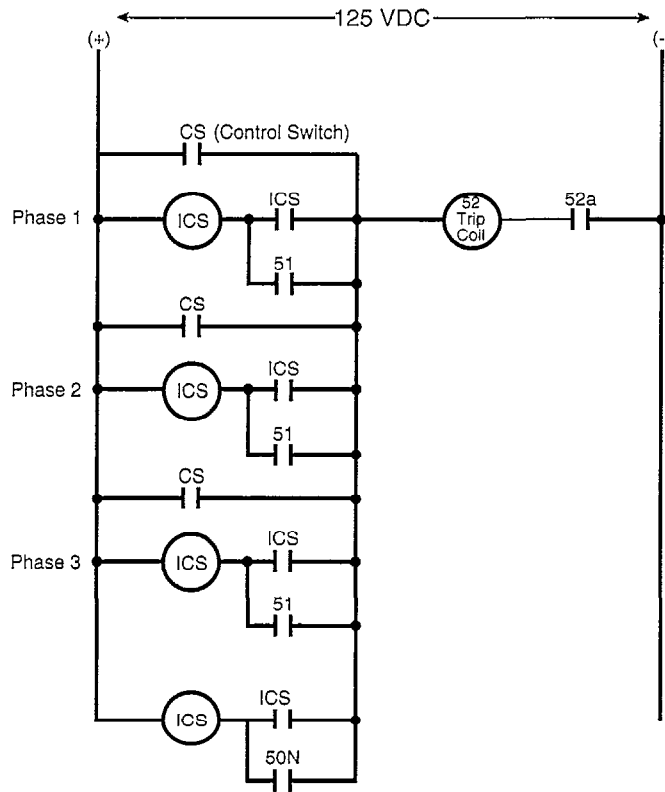 125 VDC
(+)
(-
CS (Control Switch)
Phase 1
ICS
ICS
52
Trip
Coil
52a
51
CS
Phase 2
ICS
ICS
51
CS
Phase 3
ICS
ICS
51
ICS
ICS
50N